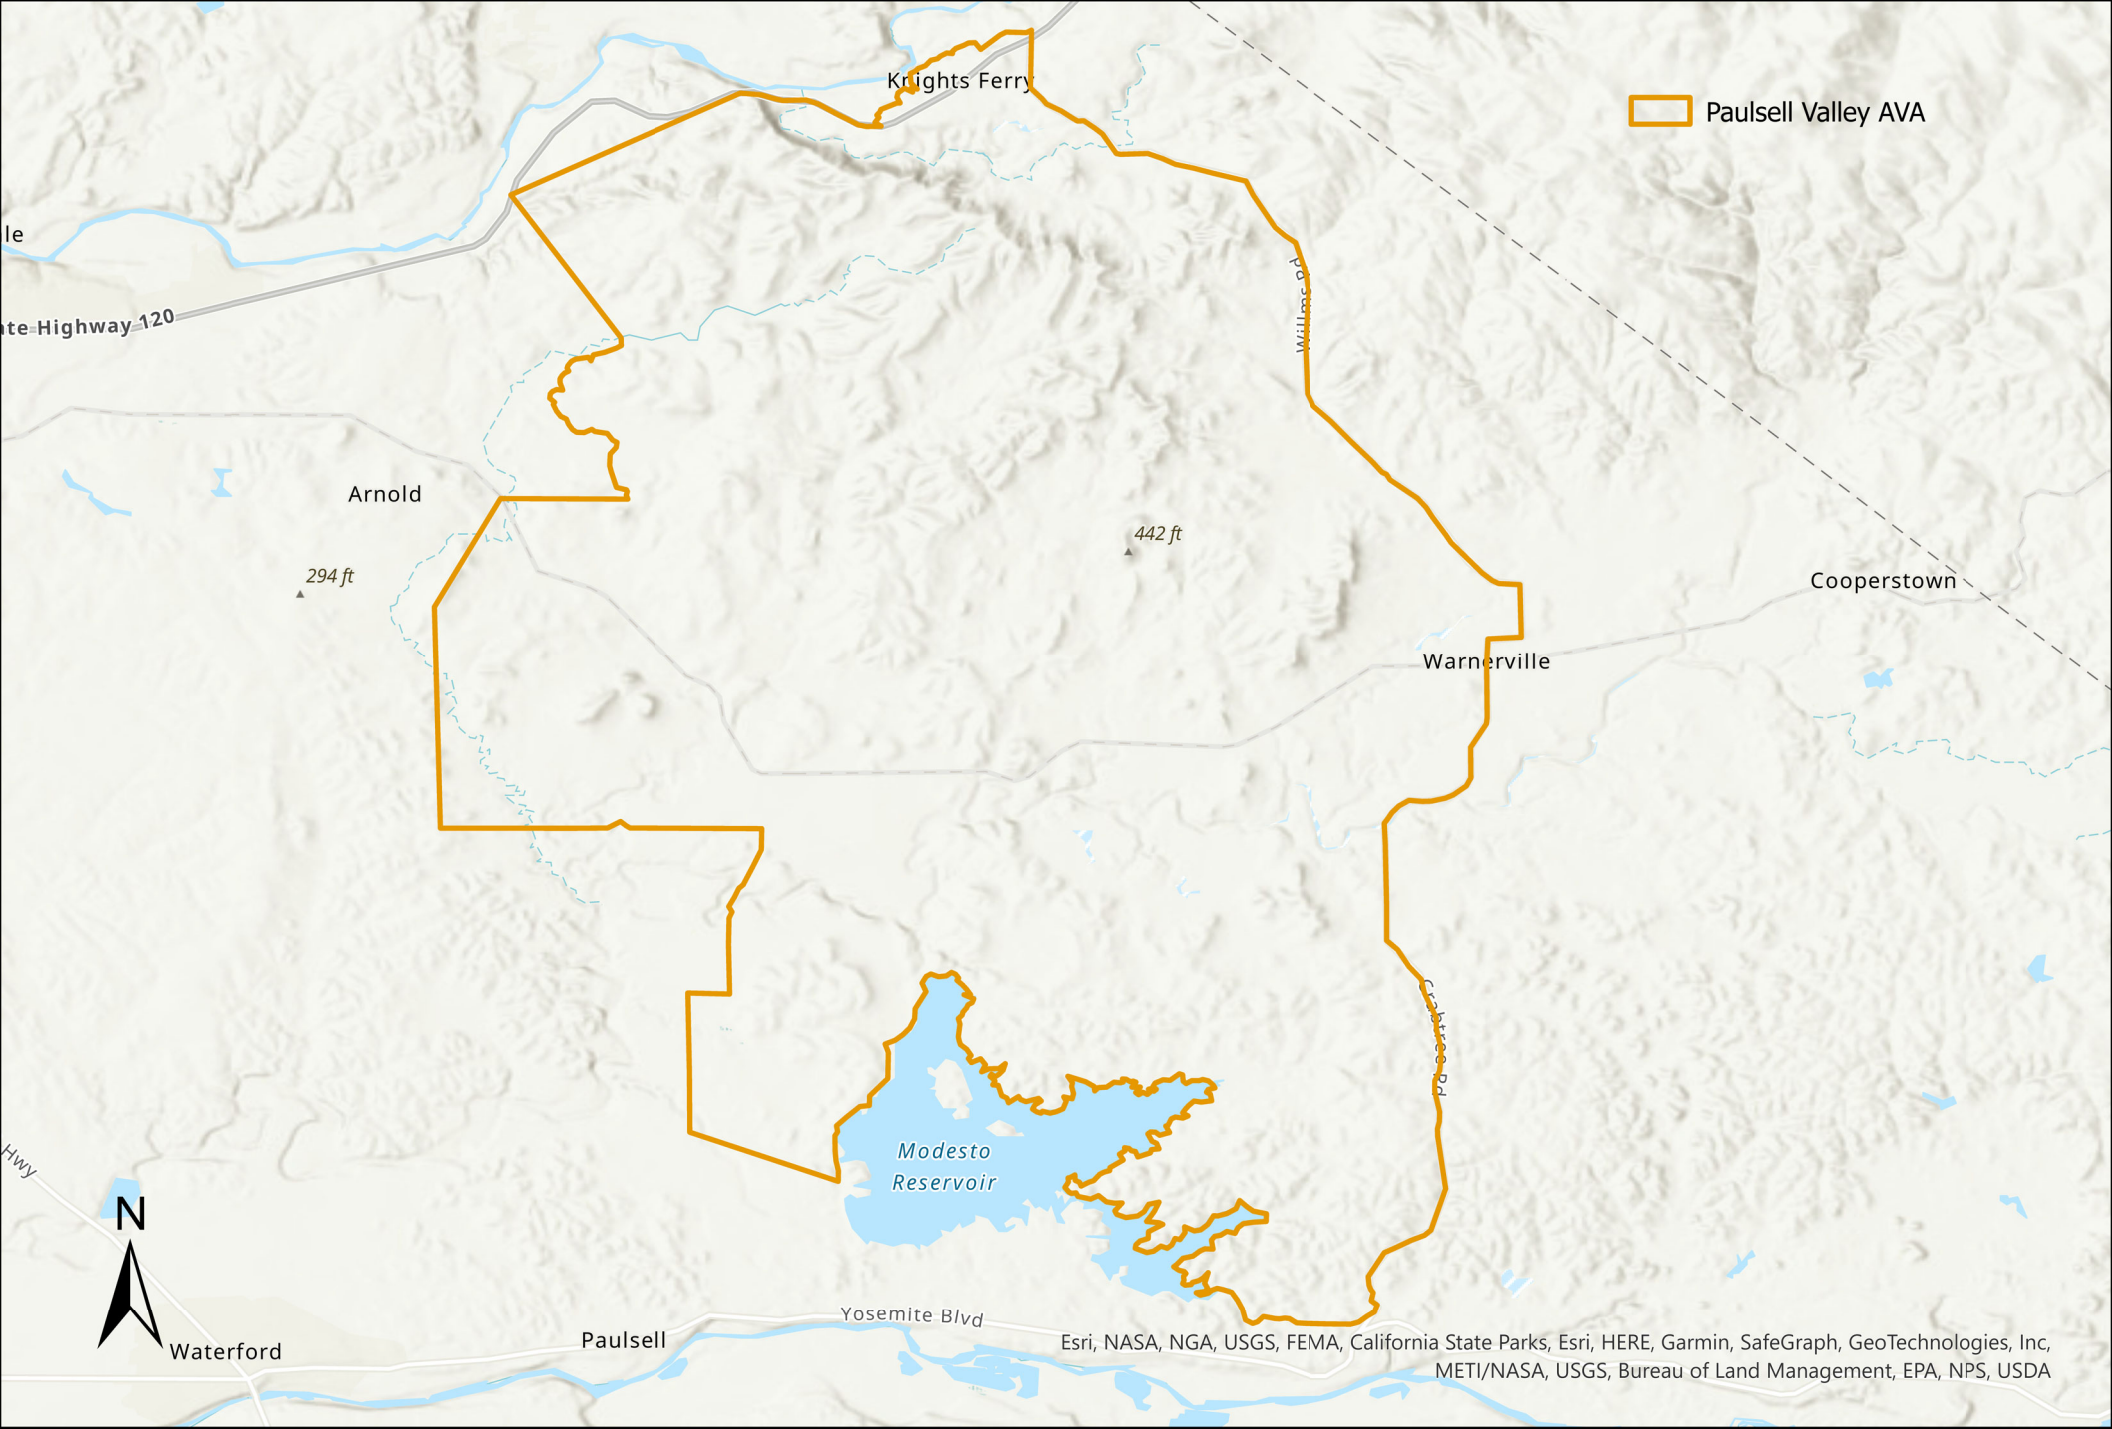 Knights Ferry
Paulsell Valley AVA
le
ate Highway 120
Willms Rd
Arnold
442 ft
294 ft
Cooperstown
Warnerville
Crabtree Rd
Modesto
Reservoir
Hwy
N
Yosemite Blvd
Paulsell
Waterford
Esri, NASA, NGA, USGS, FEMA, California State Parks, Esri, HERE, Garmin, SafeGraph, GeoTechnologies, Inc,
METI/NASA, USGS, Bureau of Land Management, EPA, NPS, USDA